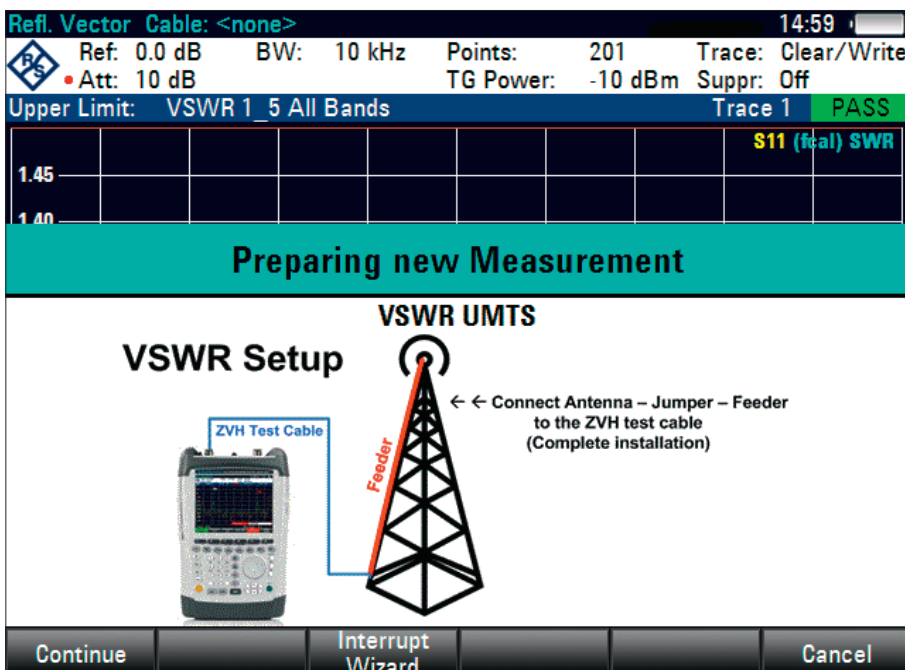 Refl. Vector Cable: <none> 14:59
Ref: 0.0 dB BW: 10 kHz Points: 201 Trace: Clear/Write
Att: 10 dB TG Power: -10 dBm Suppr: Off
Upper Limit: VSWR 1_5 All Bands Trace 1 PASS
S11 (fcal) SWR
1.45
1.40
Preparing new Measurement
VSWR UMTS
VSWR Setup
← ← Connect Antenna – Jumper – Feeder
to the ZVH test cable
(Complete installation)
ZVH Test Cable
Feeder
Continue Interrupt Wizard Cancel